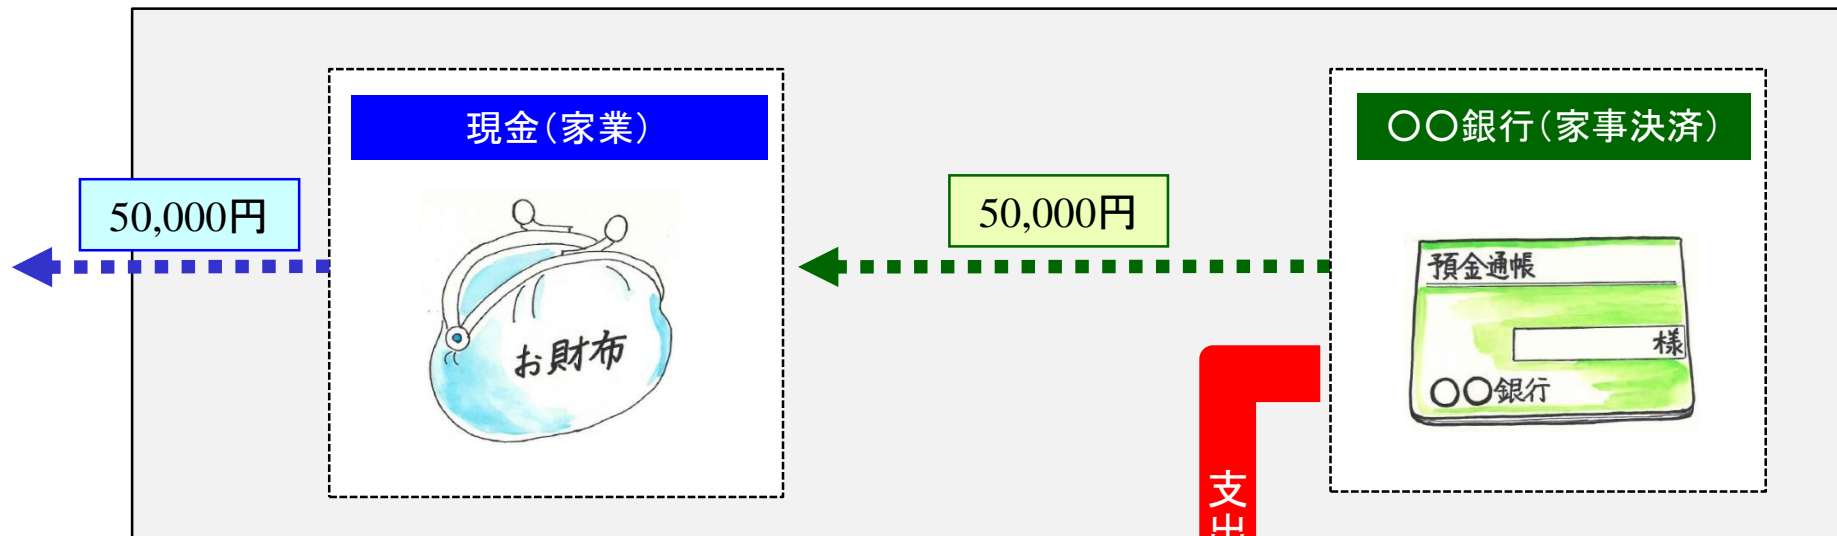 現金(家業)
〇〇銀行(家事決済)
50,000円
50,000円
お財布
預金通帳
様
〇〇銀行
支出